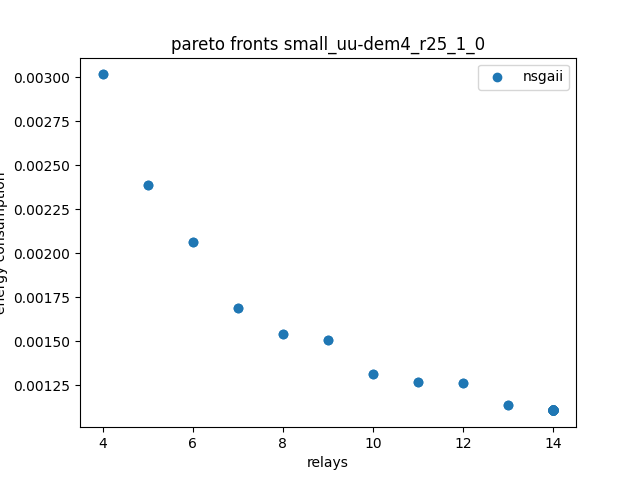 pareto fronts small_uu-dem4_r25_1_0
nsgaii
0.00300
0.00275
0.00250
0.00225
0.00200
0.00175
0.00150
0.00125
energy consumption
4 6 8 10 12 14
relays